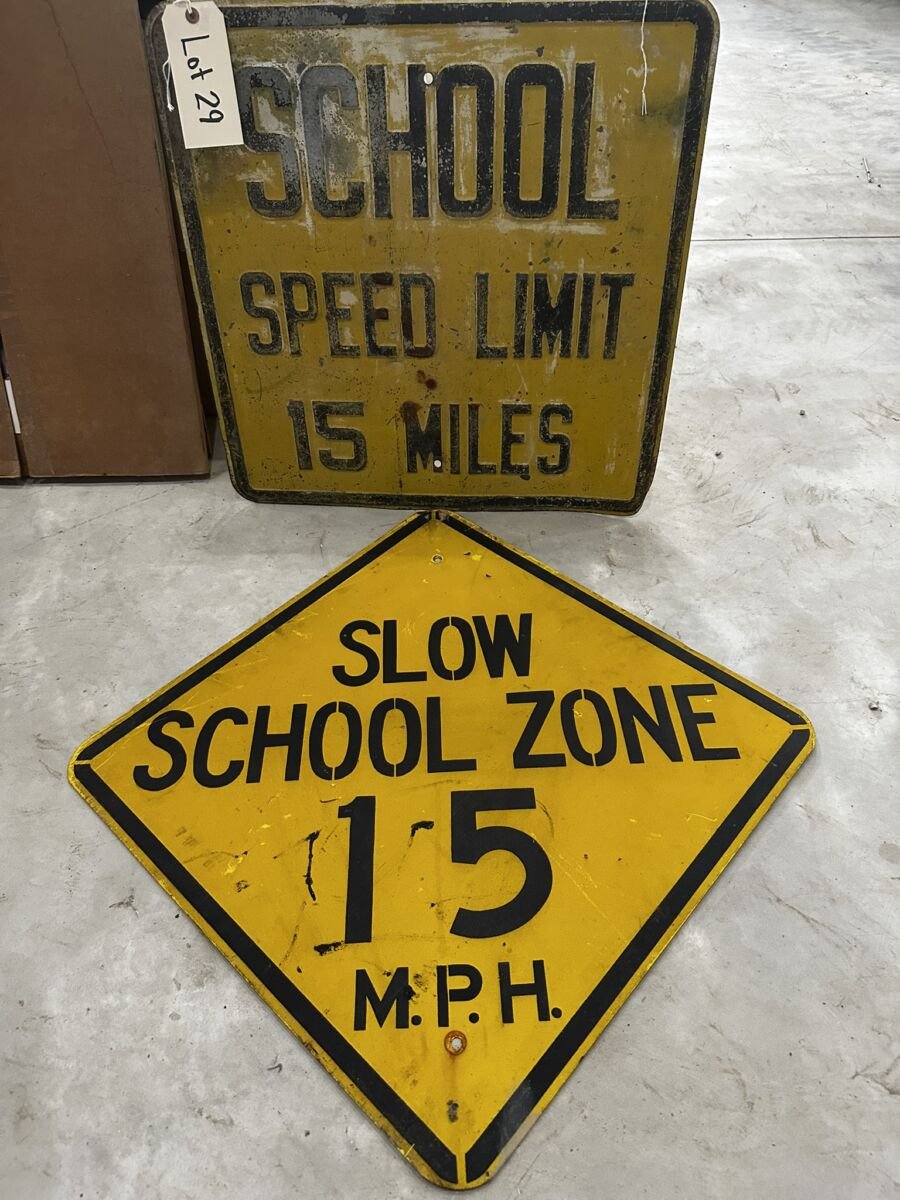 Lot 29
SCHOOL
SPEED LIMIT
15 MILES
SLOW
SCHOOL ZONE
15
M.P.H.